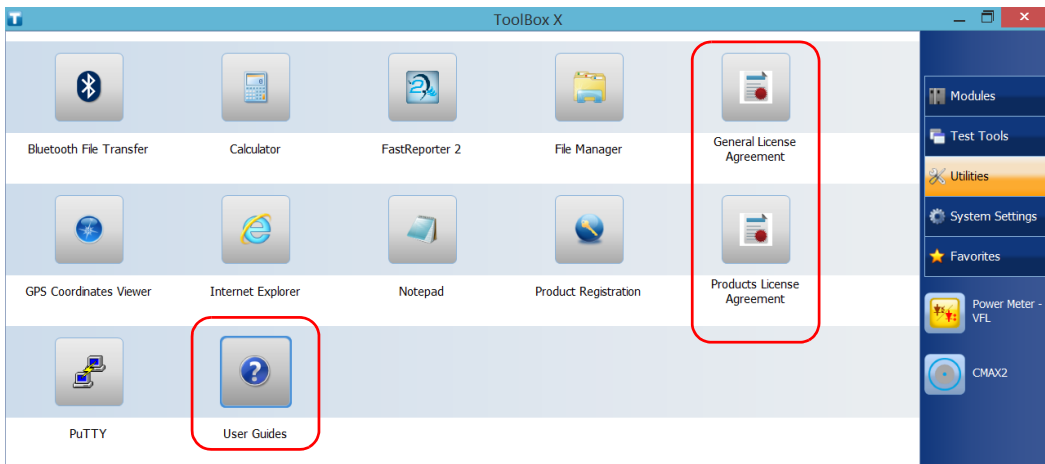 ToolBox X
Bluetooth File Transfer
Calculator
FastReporter 2
File Manager
General License
Agreement
GPS Coordinates Viewer
Internet Explorer
Notepad
Product Registration
Products License
Agreement
PuTTY
User Guides
Modules
Test Tools
Utilities
System Settings
Favorites
Power Meter -
VFL
CMAX2